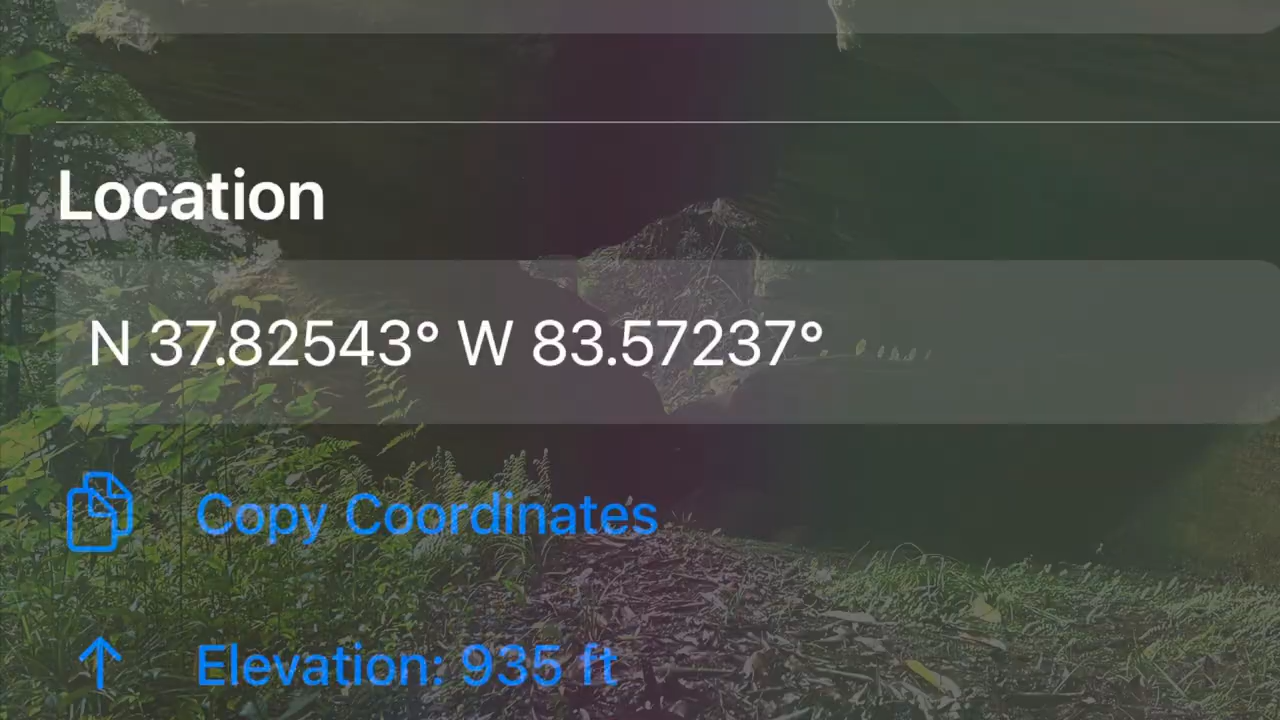 Location
N 37.82543° W 83.57237°
Copy Coordinates
Elevation: 935 ft